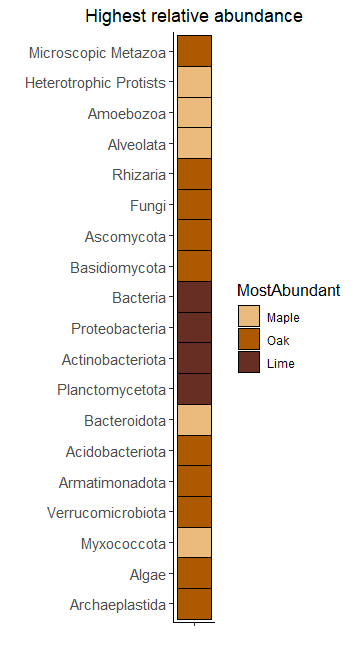 Highest relative abundance
Microscopic Metazoa
Heterotrophic Protists
Amoebozoa
Alveolata
Rhizaria
Fungi
Ascomycota
Basidiomycota
Bacteria
Proteobacteria
Actinobacteriota
Planctomycetota
Bacteroidota
Acidobacteriota
Armatimonadota
Verrucomicrobiota
Myxococcota
Algae
Archaeplastida
MostAbundant
Maple
Oak
Lime